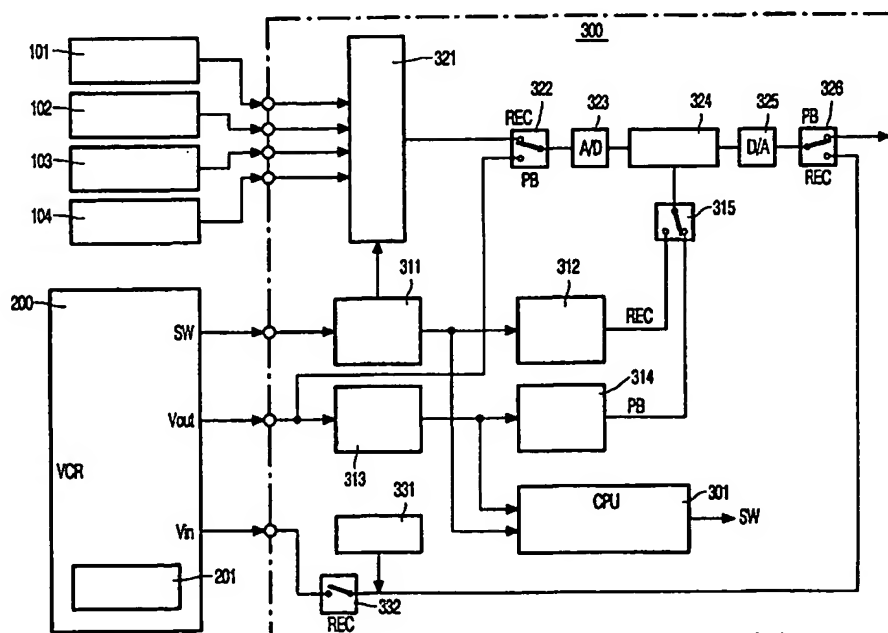 300
101
321
102
322
323
324
325
326
REC
PB
103
A/D
D/A
PB
REC
104
315
200
311
312
SW
REC
314
Vout
PB
VCR
313
CPU
301
331
SW
Vin
201
332
REC